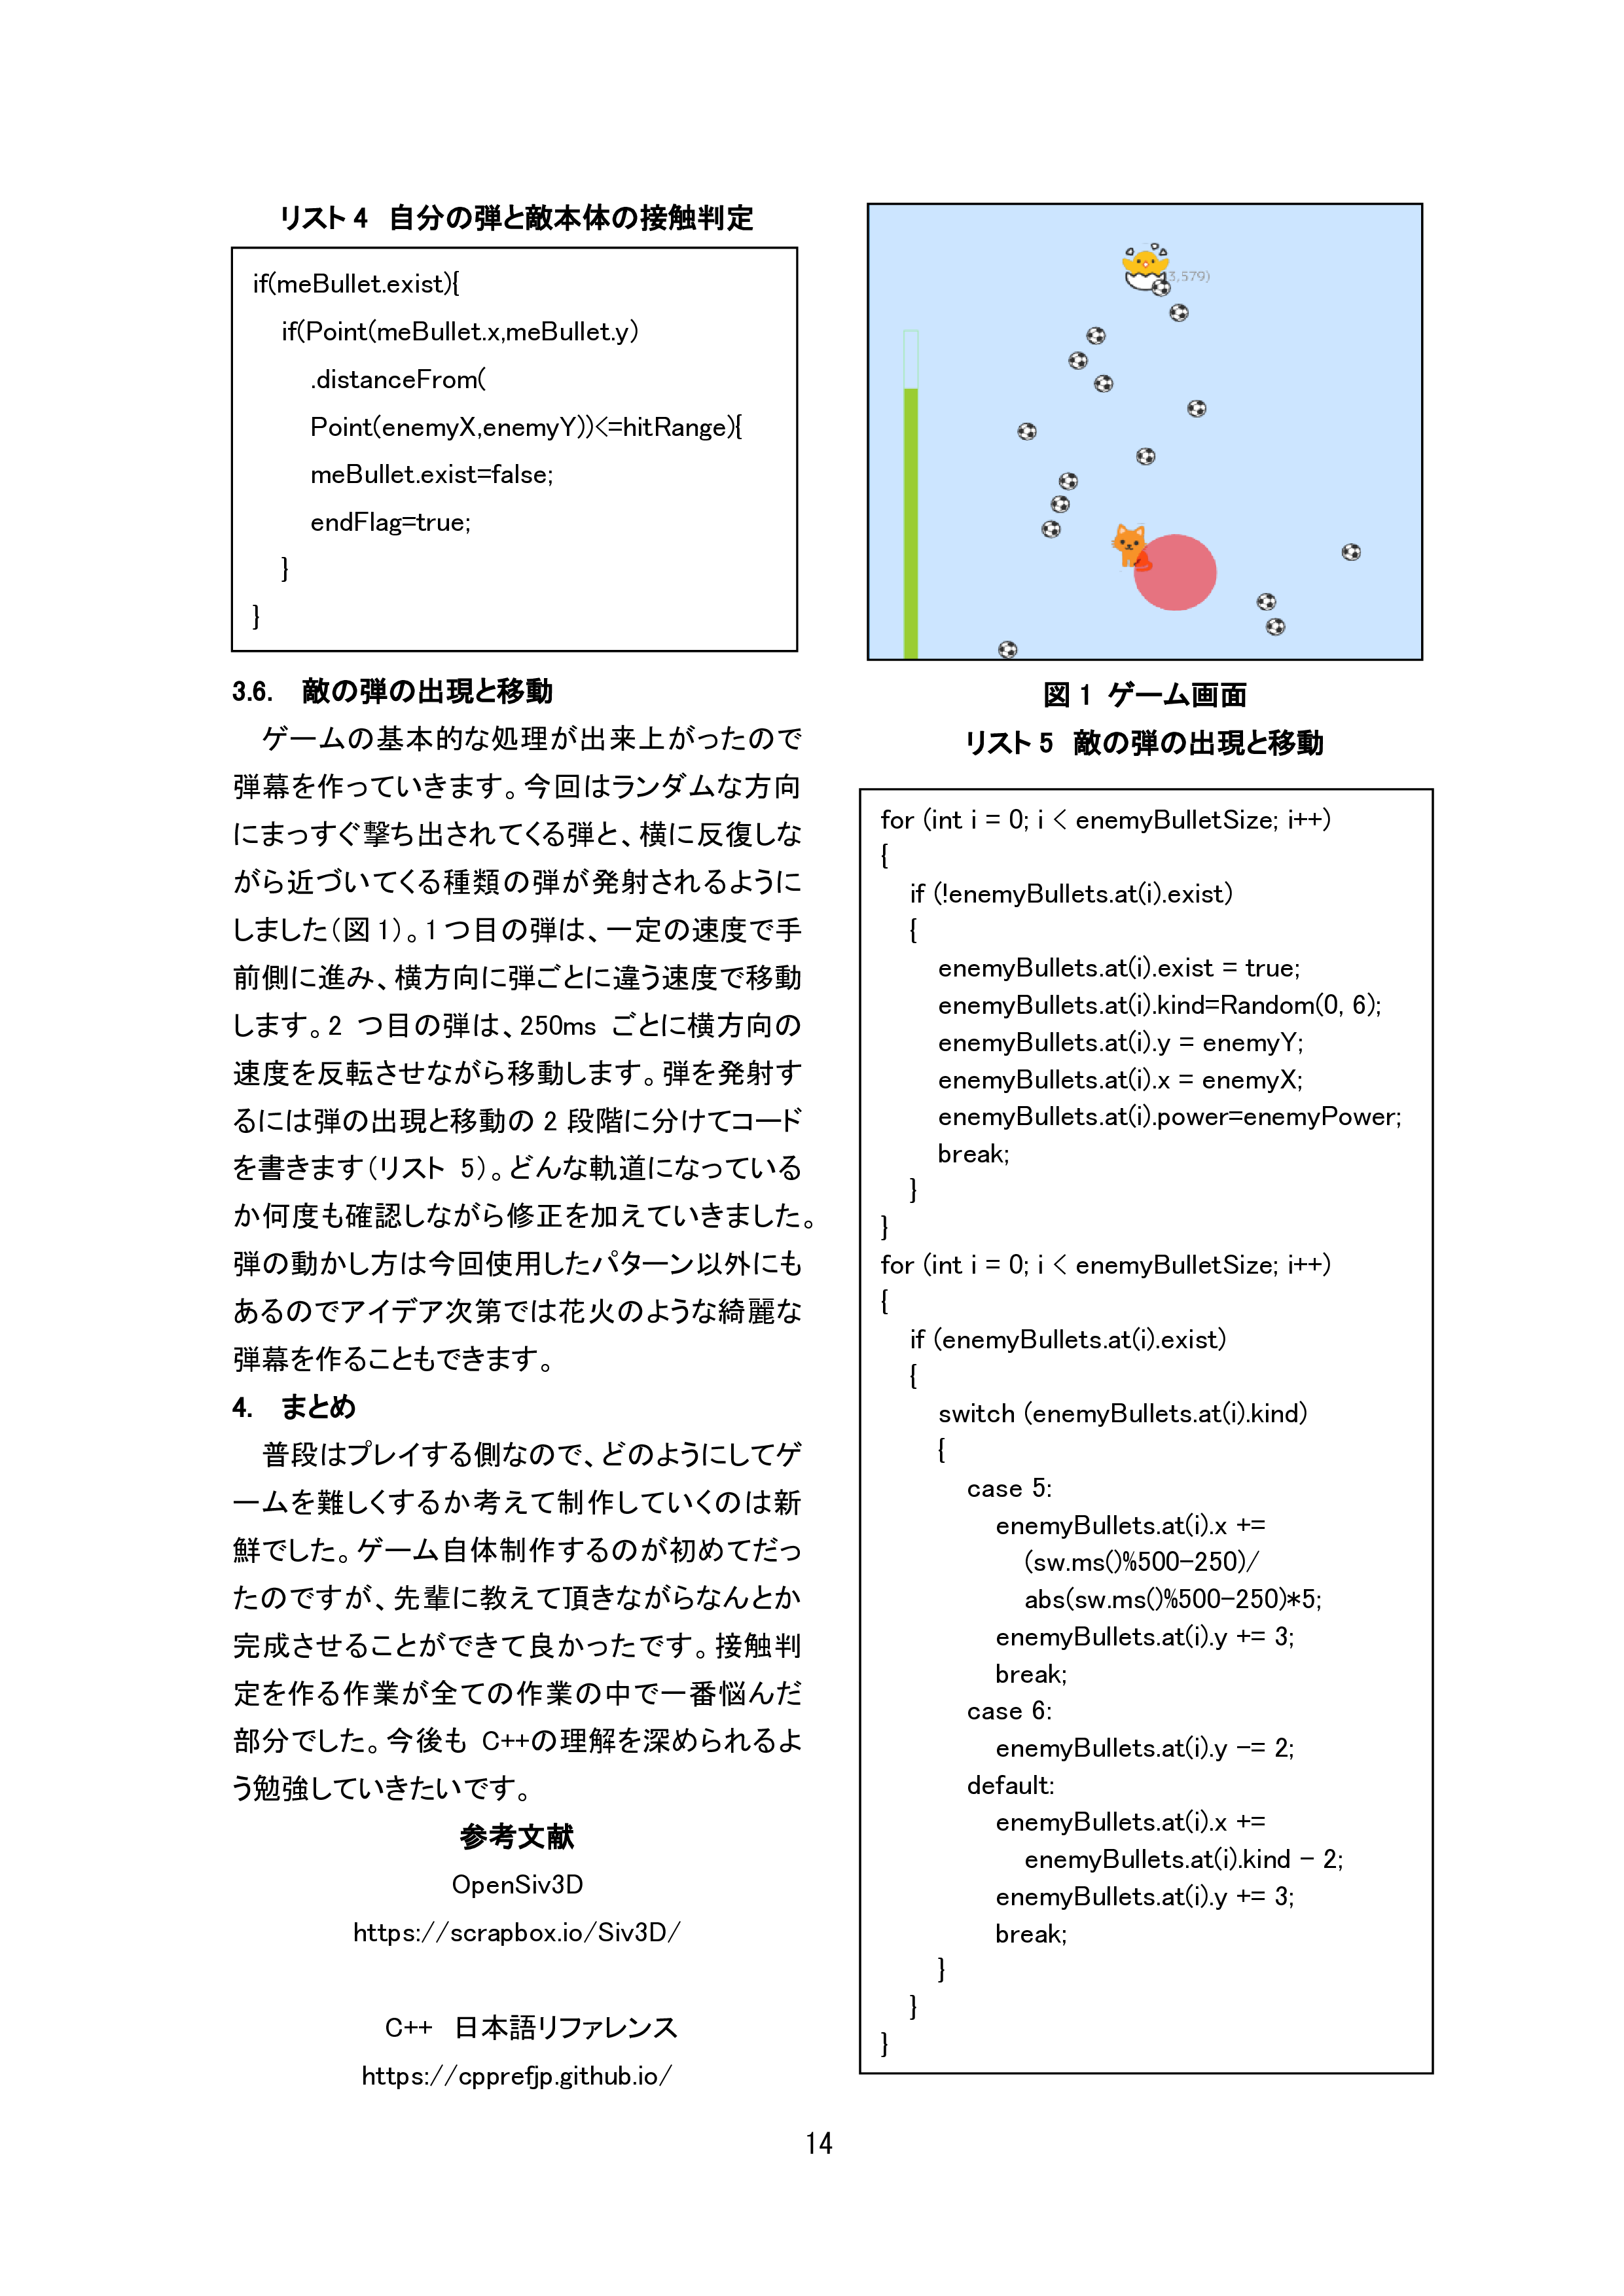 リスト4 自分の弾と敵本体の接触判定
if(meBullet.exist){
if(Point(meBullet.x,meBullet.y)
.distanceFrom(
Point(enemyX,enemyY))<=hitRange){
meBullet.exist=false;
endFlag=true;
}
}
3.6. 敵の弾の出現と移動
ゲームの基本的な処理が出来上がったので
弾幕を作っていきます。今回はランダムな方向
にまっすぐ撃ち出されてくる弾と、横に反復しな
がら近づいてくる種類の弾が発射されるように
しました(図1)。1つ目の弾は、一定の速度で手
前側に進み、横方向に弾ごとに違う速度で移動
します。2 つ目の弾は、250ms ごとに横方向の
速度を反転させながら移動します。弾を発射す
るには弾の出現と移動の 2 段階に分けてコード
を書きます(リスト 5)。どんな軌道になっている
か何度も確認しながら修正を加えていきました。
弾の動かし方は今回使用したパターン以外にも
あるのでアイデア次第では花火のような綺麗な
弾幕を作ることもできます。
4. まとめ
普段はプレイする側なので、どのようにしてゲ
ームを難しくするか考えて制作していくのは新
鮮でした。ゲーム自体制作するのが初めてだっ
たのですが、先輩に教えて頂きながらなんとか
完成させることができて良かったです。接触判
定を作る作業が全ての作業の中で一番悩んだ
部分でした。今後も C++の理解を深められるよ
う勉強していきたいです。
参考文献
OpenSiv3D
https://scrapbox.io/Siv3D/
C++ 日本語リファレンス
https://cpprefjp.github.io/
3,579)
図1 ゲーム画面
リスト5 敵の弾の出現と移動
for (int i = 0; i < enemyBulletSize; i++)
{
if (!enemyBullets.at(i).exist)
{
enemyBullets.at(i).exist = true;
enemyBullets.at(i).kind=Random(0, 6);
enemyBullets.at(i).y = enemyY;
enemyBullets.at(i).x = enemyX;
enemyBullets.at(i).power=enemyPower;
break;
}
}
for (int i = 0; i < enemyBulletSize; i++)
{
if (enemyBullets.at(i).exist)
{
switch (enemyBullets.at(i).kind)
{
case 5:
enemyBullets.at(i).x +=
(sw.ms()%500-250)/
abs(sw.ms()%500-250)*5;
enemyBullets.at(i).y += 3;
break;
case 6:
enemyBullets.at(i).y -= 2;
default:
enemyBullets.at(i).x +=
enemyBullets.at(i).kind - 2;
enemyBullets.at(i).y += 3;
break;
}
}
}
14